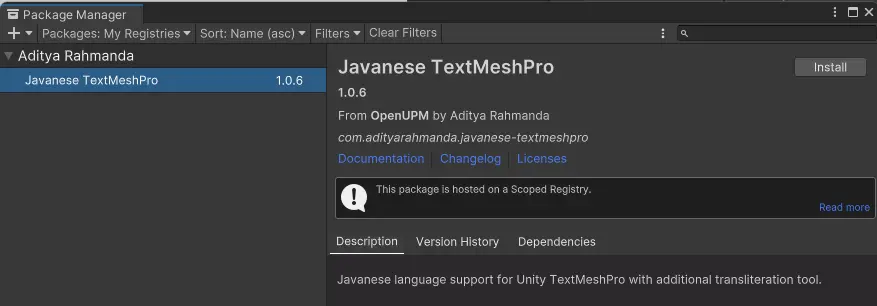 Package Manager
Packages: My Registries Sort: Name (asc) Filters Clear Filters
Aditya Rahmanda
Javanese TextMeshPro 1.0.6
Javanese TextMeshPro Install
1.0.6
From OpenUPM by Aditya Rahmanda
com.adityarahmanda.javanese-textmeshpro
Documentation Changelog Licenses
This package is hosted on a Scoped Registry.
Read more
Description Version History Dependencies
Javanese language support for Unity TextMeshPro with additional transliteration tool.